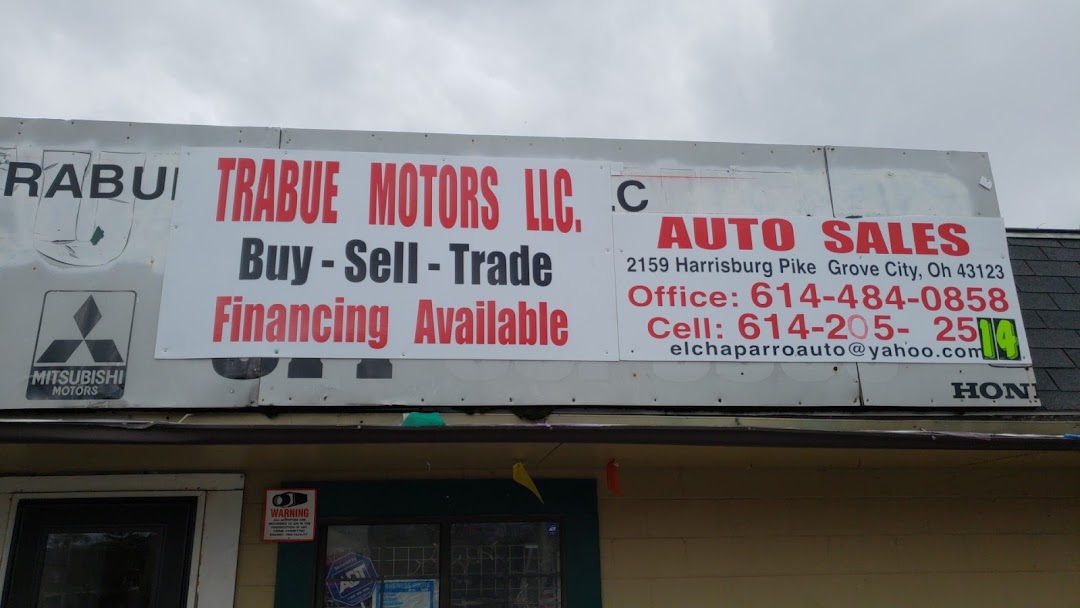 RABU
TRABUE MOTORS LLC.
Buy - Sell - Trade
Financing Available
C
AUTO SALES
2159 Harrisburg Pike Grove City, Oh 43123
Office: 614-484-0858
Cell: 614-205- 2514
elchaparroauto@yahoo.com
MITSUBISHI
MOTORS
HON
WARNING
ADT